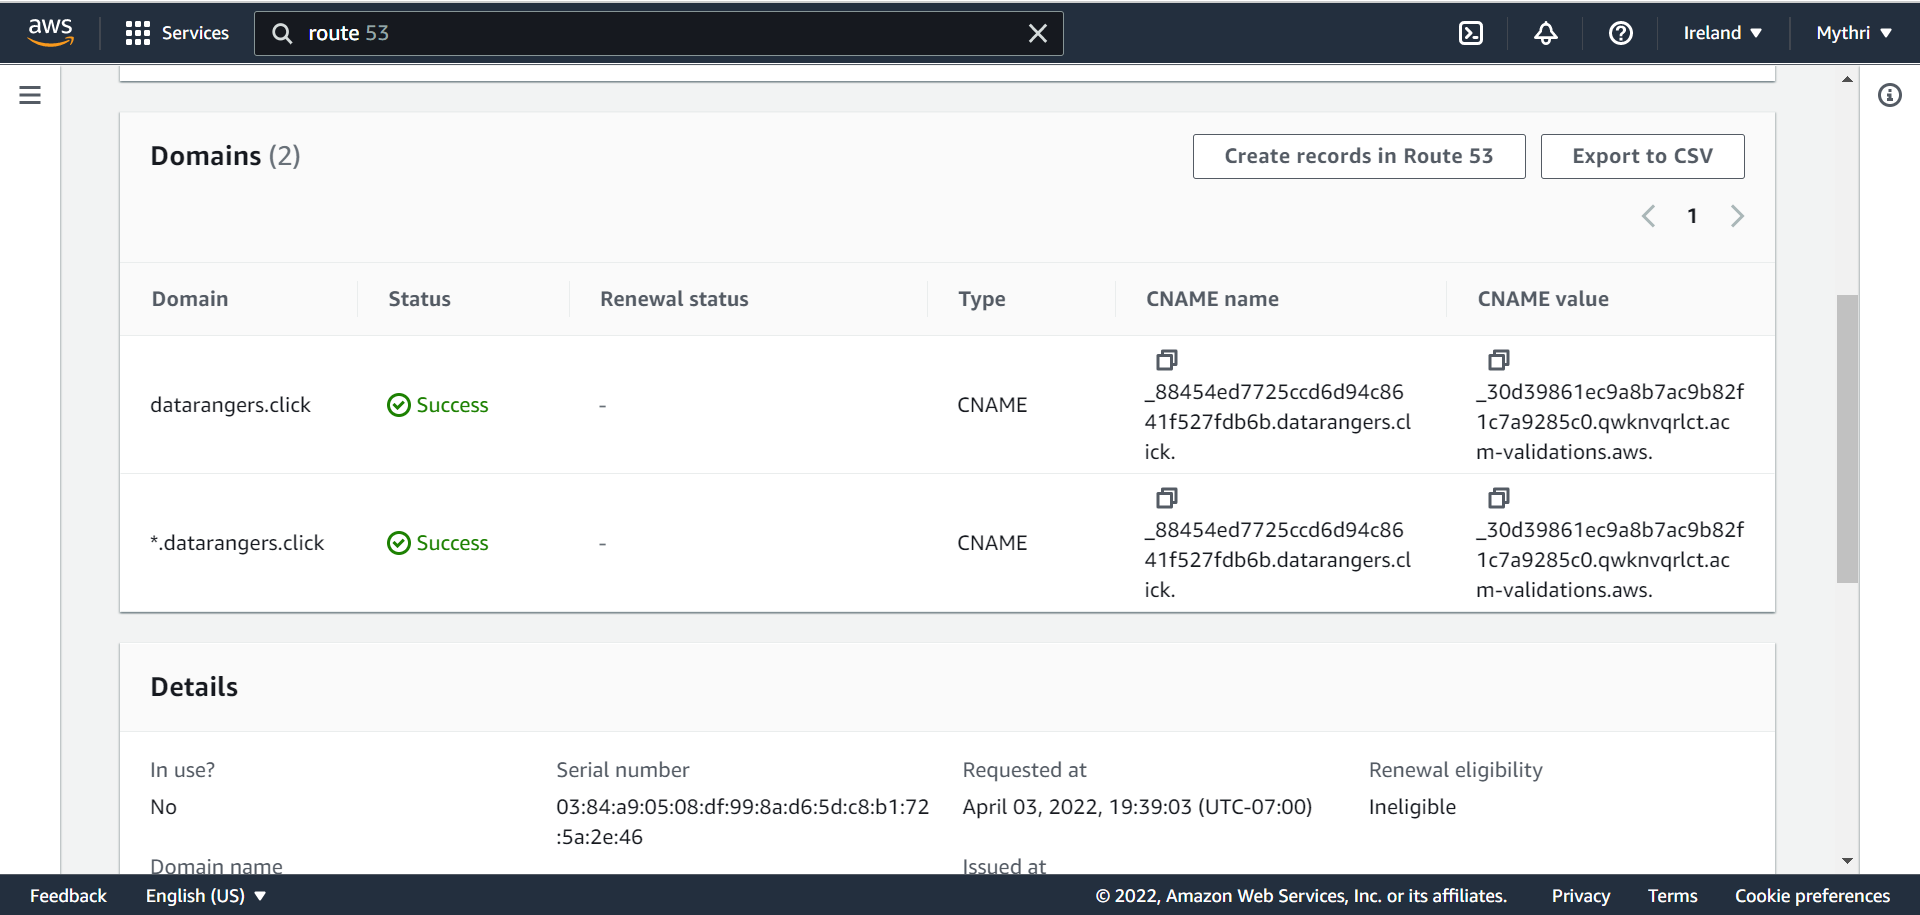 aws Services route 53 Ireland ▼ Mythri ▼
Domains (2) Create records in Route 53 Export to CSV
1
Domain Status Renewal status Type CNAME name CNAME value
datarangers.click Success - CNAME _88454ed7725ccd6d94c86 _30d39861ec9a8b7ac9b82f
41f527fdb6b.datarangers.cl 1c7a9285c0.qwknvqrlct.ac
ick. m-validations.aws.
*.datarangers.click Success - CNAME _88454ed7725ccd6d94c86 _30d39861ec9a8b7ac9b82f
41f527fdb6b.datarangers.cl 1c7a9285c0.qwknvqrlct.ac
ick. m-validations.aws.
Details
In use? Serial number Requested at Renewal eligibility
No 03:84:a9:05:08:df:99:8a:d6:5d:c8:b1:72 April 03, 2022, 19:39:03 (UTC-07:00) Ineligible
:5a:2e:46
Domain name Issued at
Feedback English (US) ▼ © 2022, Amazon Web Services, Inc. or its affiliates. Privacy Terms Cookie preferences